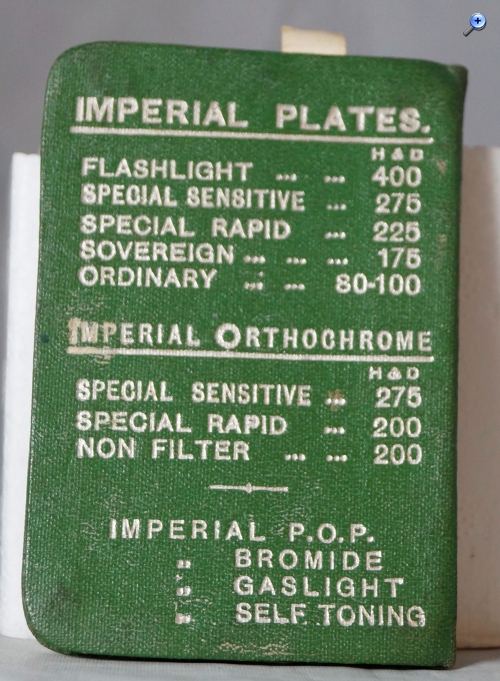 IMPERIAL PLATES.
H & D
FLASHLIGHT ... ... 400
SPECIAL SENSITIVE ... 275
SPECIAL RAPID ... 225
SOVEREIGN ... ... ... 175
ORDINARY ... ... 80-100
IMPERIAL ORTHOCHROME
H & D
SPECIAL SENSITIVE ... 275
SPECIAL RAPID ... 200
NON FILTER ... ... 200
IMPERIAL P.O.P.
„ BROMIDE
„ GASLIGHT
„ SELF TONING